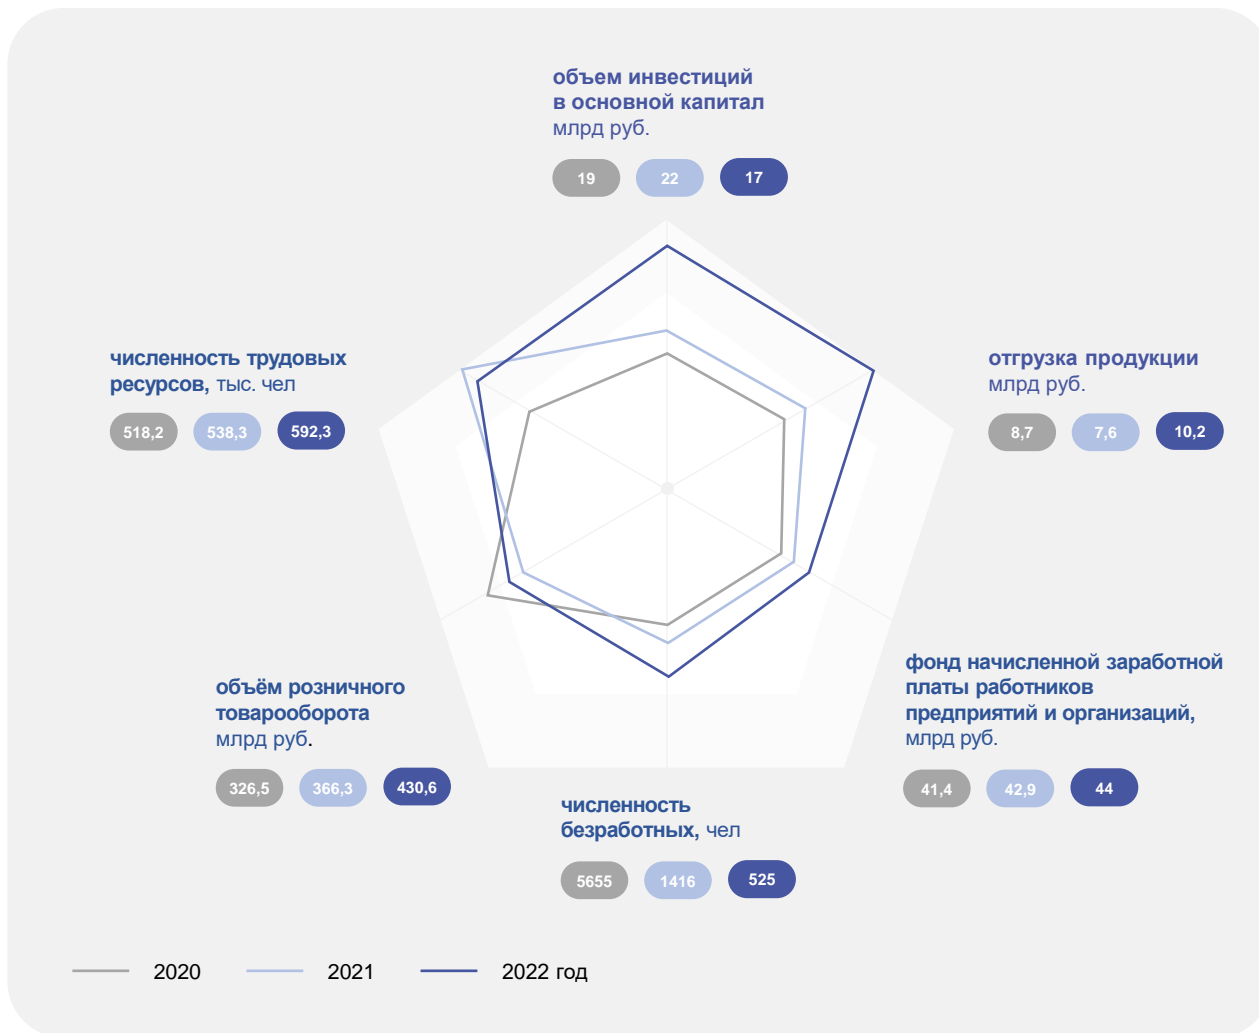 объем инвестиций
в основной капитал
млрд руб.
19 22 17
численность трудовых
ресурсов, тыс. чел
518,2 538,3 592,3
отгрузка продукции
млрд руб.
8,7 7,6 10,2
объём розничного
товарооборота
млрд руб.
326,5 366,3 430,6
фонд начисленной заработной
платы работников
предприятий и организаций,
млрд руб.
41,4 42,9 44
численность
безработных, чел
5655 1416 525
2020 2021 2022 год